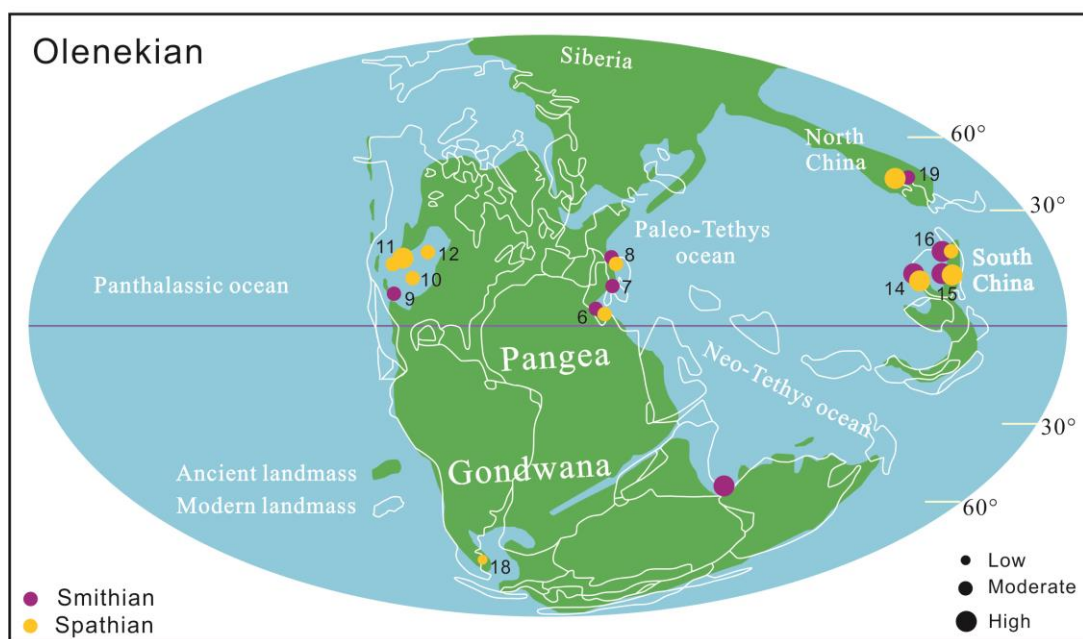 Olenekian
Siberia
North
China
60°
19
30°
Paleo-Tethys
ocean
8
16
South
China
11
12
10
9
7
14
15
6
Panthalassic ocean
Pangea
Neo-Tethys ocean
30°
Gondwana
Ancient landmass
Modern landmass
60°
18
Low
Moderate
High
Smithian
Spathian